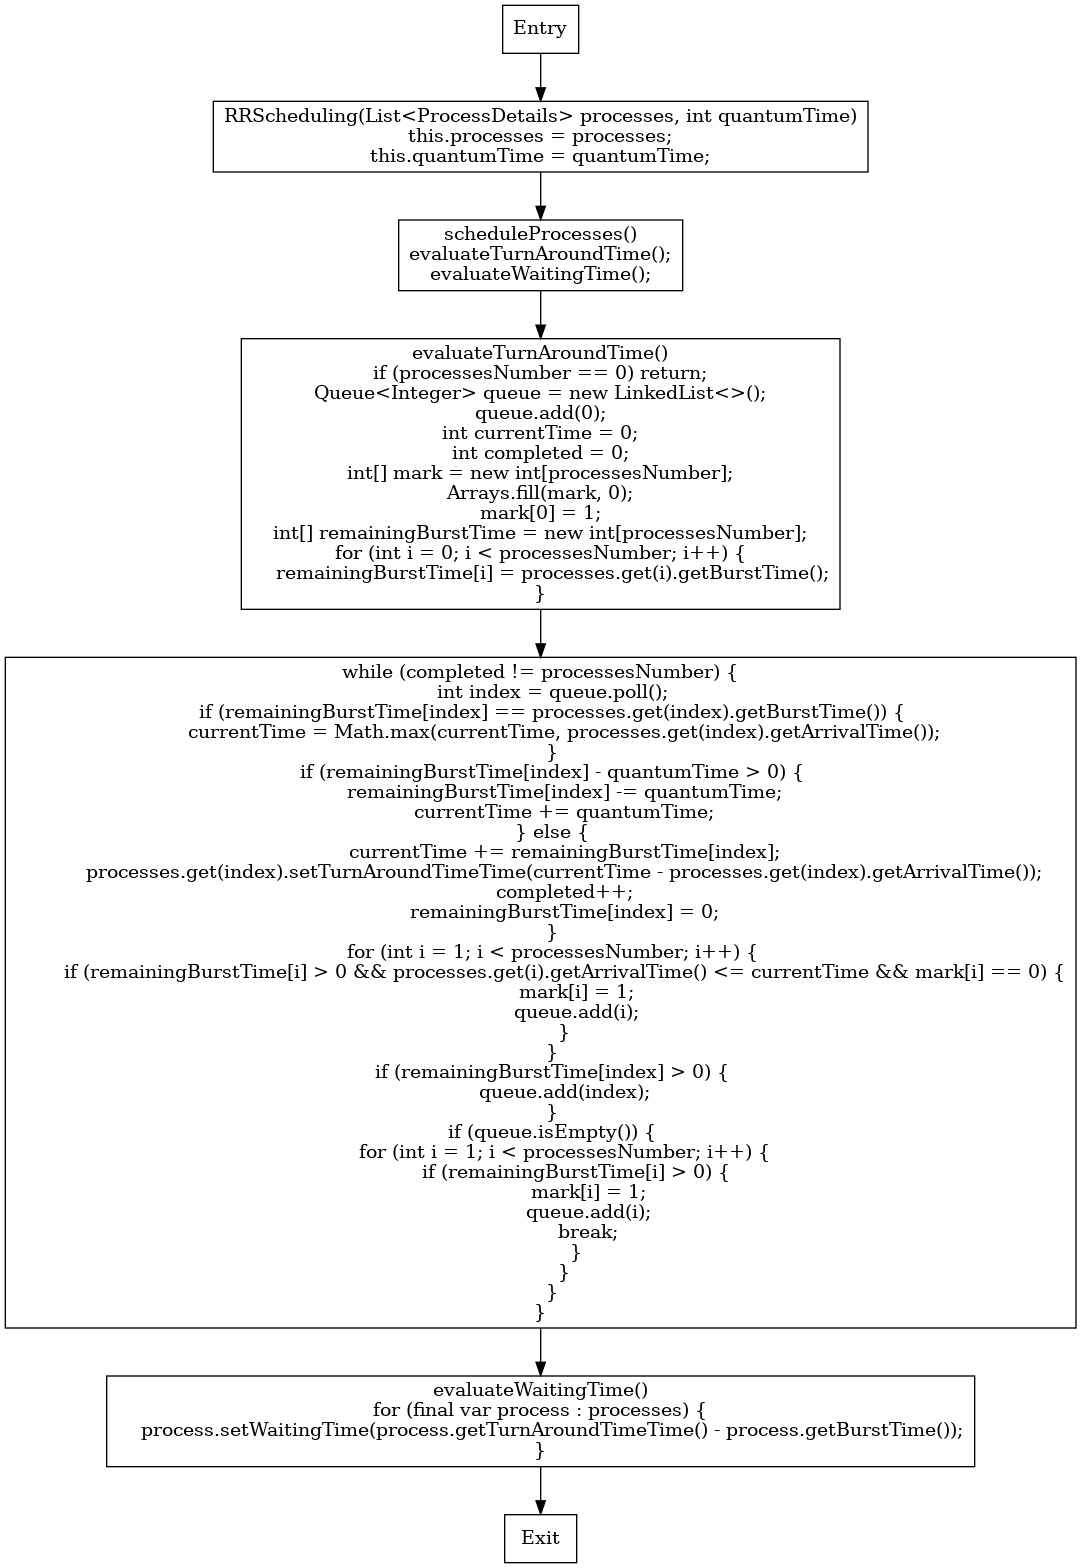 Entry
RRScheduling(List<ProcessDetails> processes, int quantumTime)
this.processes = processes;
this.quantumTime = quantumTime;
scheduleProcesses()
evaluateTurnAroundTime();
evaluateWaitingTime();
evaluateTurnAroundTime()
if (processesNumber == 0) return;
Queue<Integer> queue = new LinkedList<>();
queue.add(0);
int currentTime = 0;
int completed = 0;
int[] mark = new int[processesNumber];
Arrays.fill(mark, 0);
mark[0] = 1;
int[] remainingBurstTime = new int[processesNumber];
for (int i = 0; i < processesNumber; i++) {
remainingBurstTime[i] = processes.get(i).getBurstTime();
}
while (completed != processesNumber) {
int index = queue.poll();
if (remainingBurstTime[index] == processes.get(index).getBurstTime()) {
currentTime = Math.max(currentTime, processes.get(index).getArrivalTime());
}
if (remainingBurstTime[index] - quantumTime > 0) {
remainingBurstTime[index] -= quantumTime;
currentTime += quantumTime;
} else {
currentTime += remainingBurstTime[index];
processes.get(index).setTurnAroundTimeTime(currentTime - processes.get(index).getArrivalTime());
completed++;
remainingBurstTime[index] = 0;
}
for (int i = 1; i < processesNumber; i++) {
if (remainingBurstTime[i] > 0 && processes.get(i).getArrivalTime() <= currentTime && mark[i] == 0) {
mark[i] = 1;
queue.add(i);
}
}
if (remainingBurstTime[index] > 0) {
queue.add(index);
}
if (queue.isEmpty()) {
for (int i = 1; i < processesNumber; i++) {
if (remainingBurstTime[i] > 0) {
mark[i] = 1;
queue.add(i);
break;
}
}
}
}
evaluateWaitingTime()
for (final var process : processes) {
process.setWaitingTime(process.getTurnAroundTimeTime() - process.getBurstTime());
}
Exit